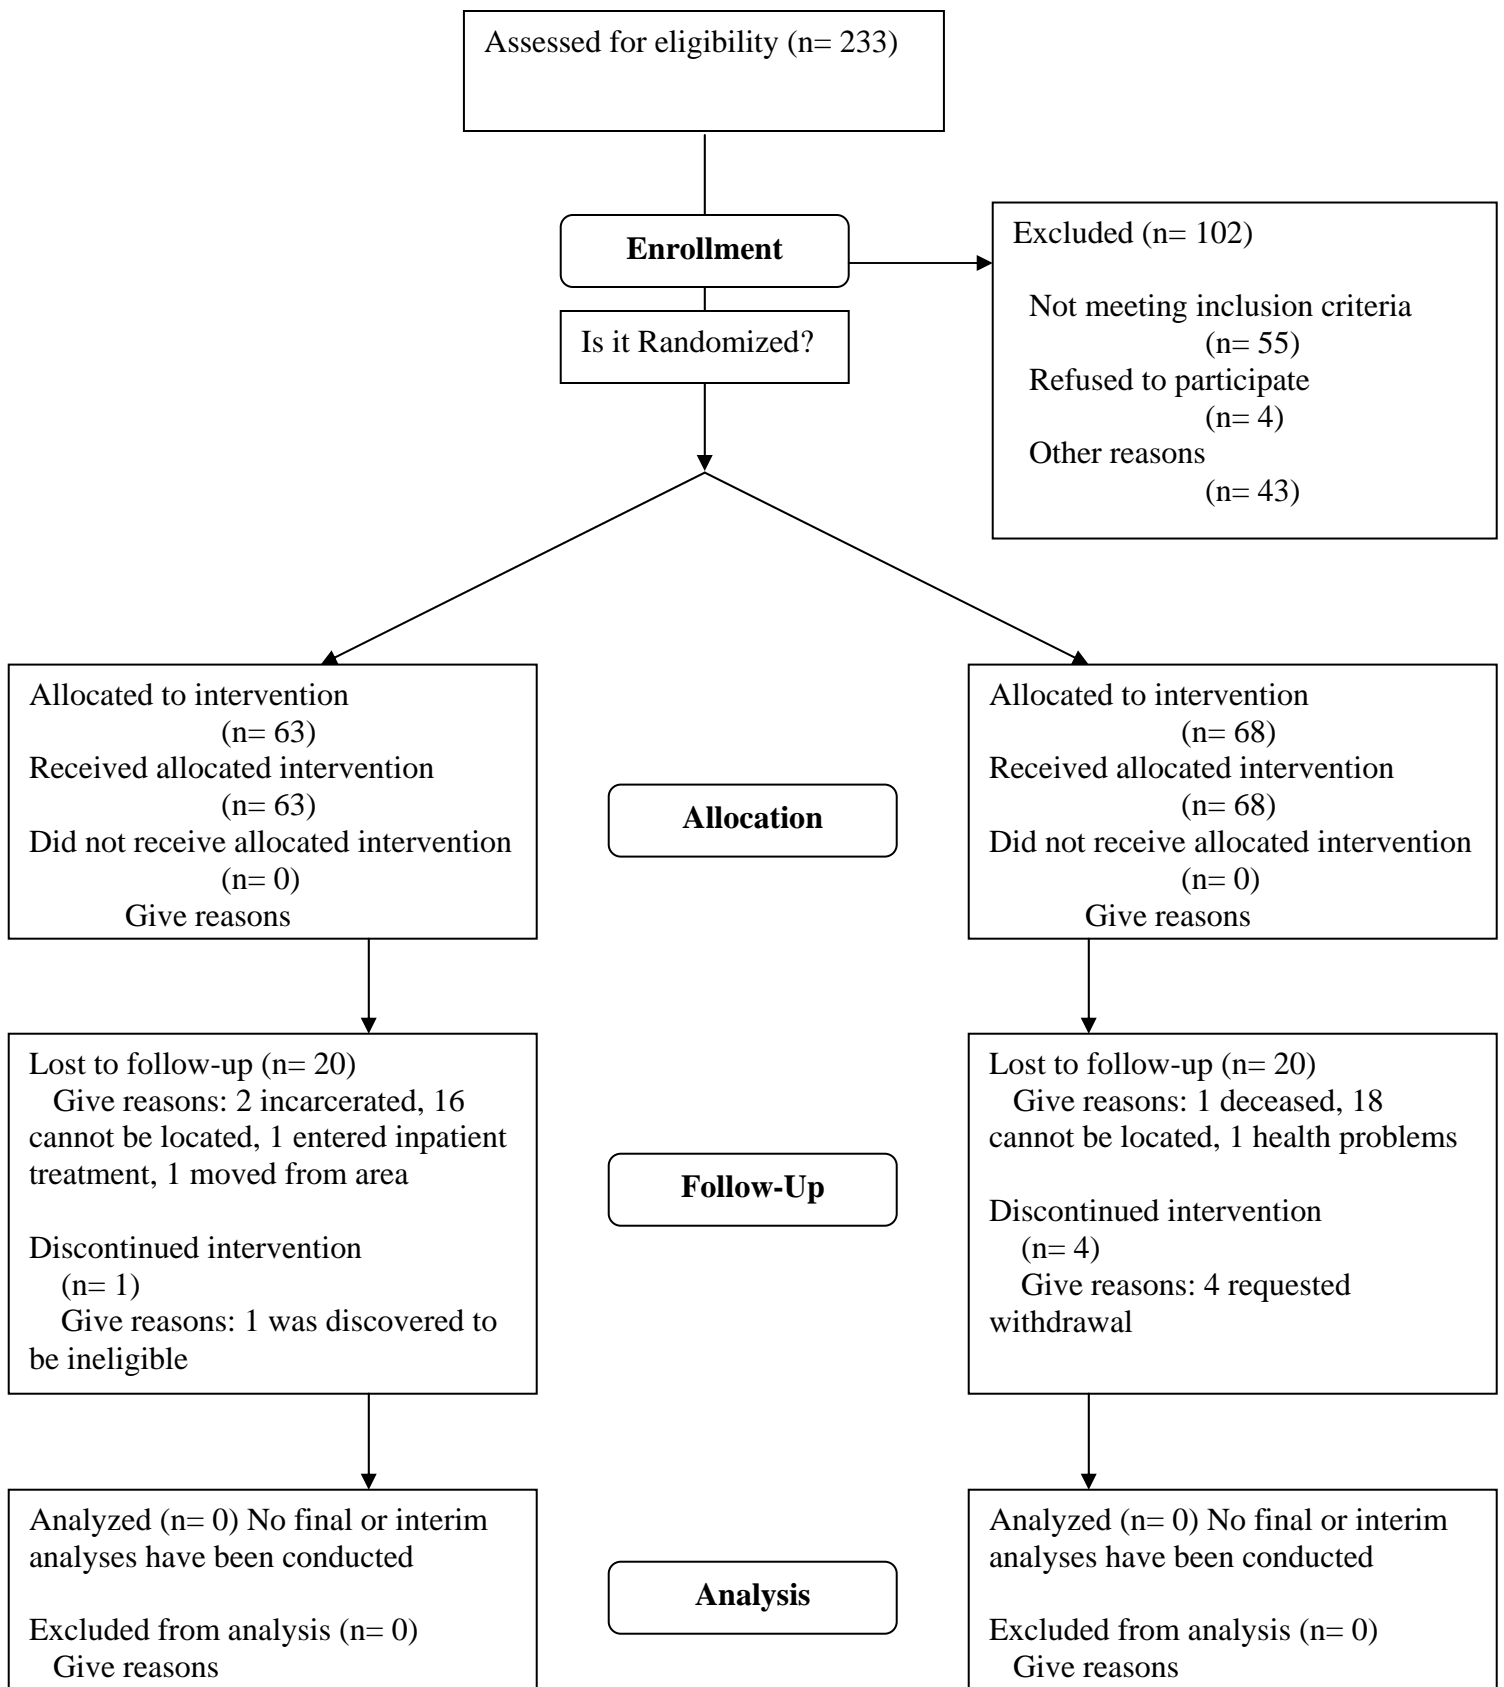 Assessed for eligibility (n= 233)
Enrollment
Is it Randomized?
Excluded (n= 102)
Not meeting inclusion criteria
(n= 55)
Refused to participate
(n= 4)
Other reasons
(n= 43)
Allocated to intervention
(n= 63)
Received allocated intervention
(n= 63)
Did not receive allocated intervention
(n= 0)
Give reasons
Allocation
Allocated to intervention
(n= 68)
Received allocated intervention
(n= 68)
Did not receive allocated intervention
(n= 0)
Give reasons
Lost to follow-up (n= 20)
Give reasons: 2 incarcerated, 16
cannot be located, 1 entered inpatient
treatment, 1 moved from area
Discontinued intervention
(n= 1)
Give reasons: 1 was discovered to
be ineligible
Follow-Up
Lost to follow-up (n= 20)
Give reasons: 1 deceased, 18
cannot be located, 1 health problems
Discontinued intervention
(n= 4)
Give reasons: 4 requested
withdrawal
Analyzed (n= 0) No final or interim
analyses have been conducted
Excluded from analysis (n= 0)
Give reasons
Analysis
Analyzed (n= 0) No final or interim
analyses have been conducted
Excluded from analysis (n= 0)
Give reasons